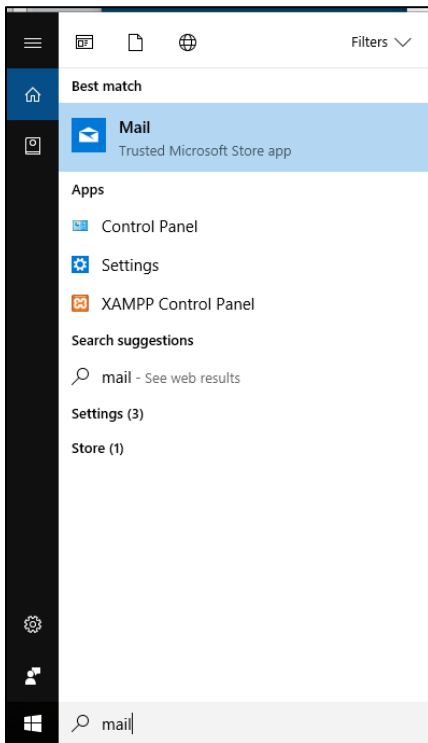 Filters
Best match
Mail
Trusted Microsoft Store app
Apps
Control Panel
Settings
XAMPP Control Panel
Search suggestions
mail - See web results
Settings (3)
Store (1)
mail